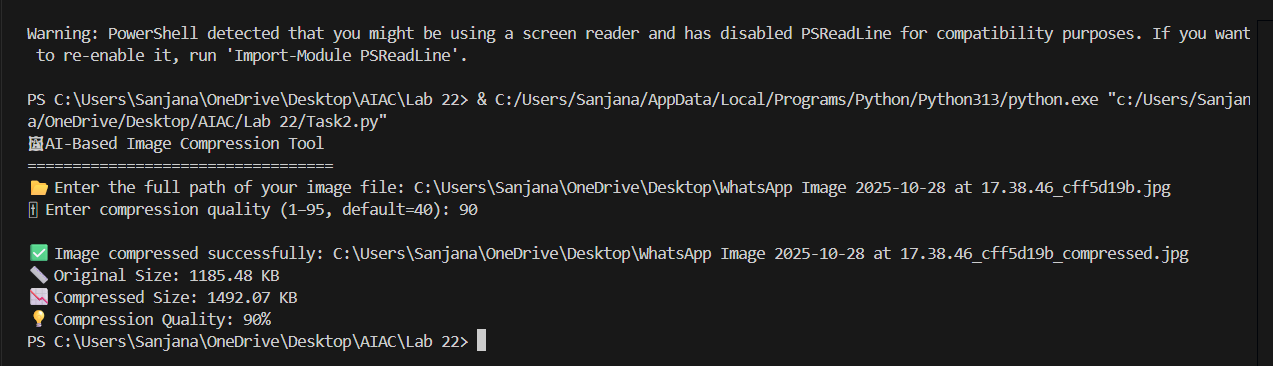 Warning: PowerShell detected that you might be using a screen reader and has disabled PSReadLine for compatibility purposes. If you want
to re-enable it, run 'Import-Module PSReadLine'.
PS C:\Users\Sanjana\OneDrive\Desktop\AIAC\Lab 22> & C:/Users/Sanjana/AppData/Local/Programs/Python/Python313/python.exe "c:/Users/Sanjan
a/OneDrive/Desktop/AIAC/Lab 22/Task2.py"
🖼AI-Based Image Compression Tool
==================================
📂 Enter the full path of your image file: C:\Users\Sanjana\OneDrive\Desktop\WhatsApp Image 2025-10-28 at 17.38.46_cff5d19b.jpg
🎚 Enter compression quality (1–95, default=40): 90
✅ Image compressed successfully: C:\Users\Sanjana\OneDrive\Desktop\WhatsApp Image 2025-10-28 at 17.38.46_cff5d19b_compressed.jpg
📏 Original Size: 1185.48 KB
📉 Compressed Size: 1492.07 KB
💡 Compression Quality: 90%
PS C:\Users\Sanjana\OneDrive\Desktop\AIAC\Lab 22>